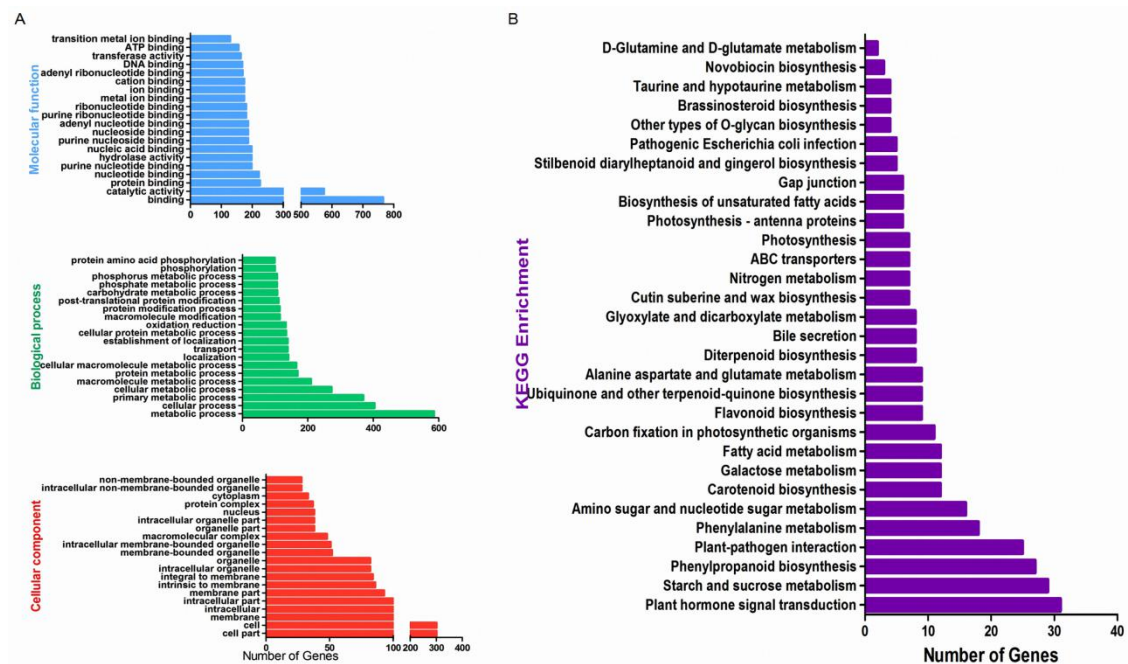 A
Molecular function
transition metal ion binding
ATP binding
transferase activity
DNA binding
adenyl ribonucleotide binding
cation binding
ion binding
metal ion binding
ribonucleotide binding
purine ribonucleotide binding
adenyl nucleotide binding
nucleoside binding
purine nucleoside binding
nucleic acid binding
hydrolase activity
purine nucleotide binding
nucleotide binding
protein binding
catalytic activity
binding
0 100 200 300 500 600 700 800
Biological process
protein amino acid phosphorylation
phosphorylation
phosphorus metabolic process
phosphate metabolic process
carbohydrate metabolic process
post-translational protein modification
protein modification process
macromolecule modification
oxidation reduction
cellular protein metabolic process
establishment of localization
transport
localization
cellular macromolecule metabolic process
protein metabolic process
macromolecule metabolic process
cellular metabolic process
primary metabolic process
cellular process
metabolic process
0 200 400 600
Cellular component
non-membrane-bounded organelle
intracellular non-membrane-bounded organelle
cytoplasm
protein complex
nucleus
intracellular organelle part
organelle part
macromolecular complex
intracellular membrane-bounded organelle
membrane-bounded organelle
organelle
intracellular organelle
integral to membrane
intrinsic to membrane
membrane part
intracellular part
intracellular
membrane
cell
cell part
0 50 100 200 300 400
Number of Genes
B
KEGG Enrichment
D-Glutamine and D-glutamate metabolism
Novobiocin biosynthesis
Taurine and hypotaurine metabolism
Brassinosteroid biosynthesis
Other types of O-glycan biosynthesis
Pathogenic Escherichia coli infection
Stilbenoid diarylheptanoid and gingerol biosynthesis
Gap junction
Biosynthesis of unsaturated fatty acids
Photosynthesis - antenna proteins
Photosynthesis
ABC transporters
Nitrogen metabolism
Cutin suberine and wax biosynthesis
Glyoxylate and dicarboxylate metabolism
Bile secretion
Diterpenoid biosynthesis
Alanine aspartate and glutamate metabolism
Ubiquinone and other terpenoid-quinone biosynthesis
Flavonoid biosynthesis
Carbon fixation in photosynthetic organisms
Fatty acid metabolism
Galactose metabolism
Carotenoid biosynthesis
Amino sugar and nucleotide sugar metabolism
Phenylalanine metabolism
Plant-pathogen interaction
Phenylpropanoid biosynthesis
Starch and sucrose metabolism
Plant hormone signal transduction
0 10 20 30 40
Number of Genes